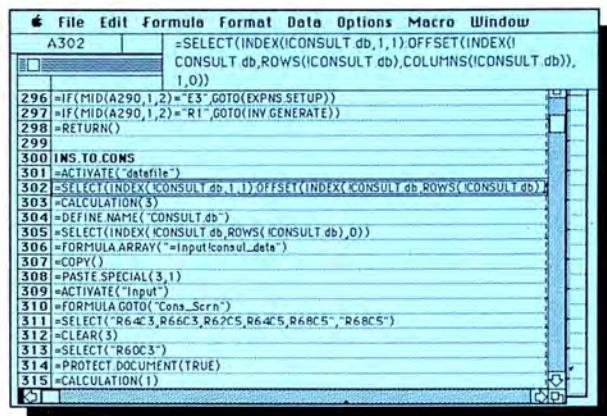 File Edit Formula Format Data Options Macro Window
A302
=SELECT(INDEX(!CONSULT.db,1,1):OFFSET(INDEX(!
CONSULT.db,ROWS(!CONSULT.db),COLUMNS(!CONSULT.db)),
1,0))
296 =IF(MID(A290,1,2)="E3",GOTO(EXPNS.SETUP))
297 =IF(MID(A290,1,2)="R1",GOTO(INV.GENERATE))
298 =RETURN()
299
300 INS.TO.CONS
301 =ACTIVATE("datafile")
302 =SELECT(INDEX(!CONSULT.db,1,1):OFFSET(INDEX(!CONSULT.db,ROWS(!CONSULT.db)
303 =CALCULATION(3)
304 =DEFINE.NAME("CONSULT.db")
305 =SELECT(INDEX(!CONSULT.db,ROWS(!CONSULT.db),0))
306 =FORMULA.ARRAY("=Input!consul_data")
307 =COPY()
308 =PASTE.SPECIAL(3,1)
309 =ACTIVATE("Input")
310 =FORMULA.GOTO("Cons_Scrn")
311 =SELECT("R64C3,R66C3,R62C5,R64C5,R68C5","R68C5")
312 =CLEAR(3)
313 =SELECT("R60C3")
314 =PROTECT.DOCUMENT(TRUE)
315 =CALCULATION(1)